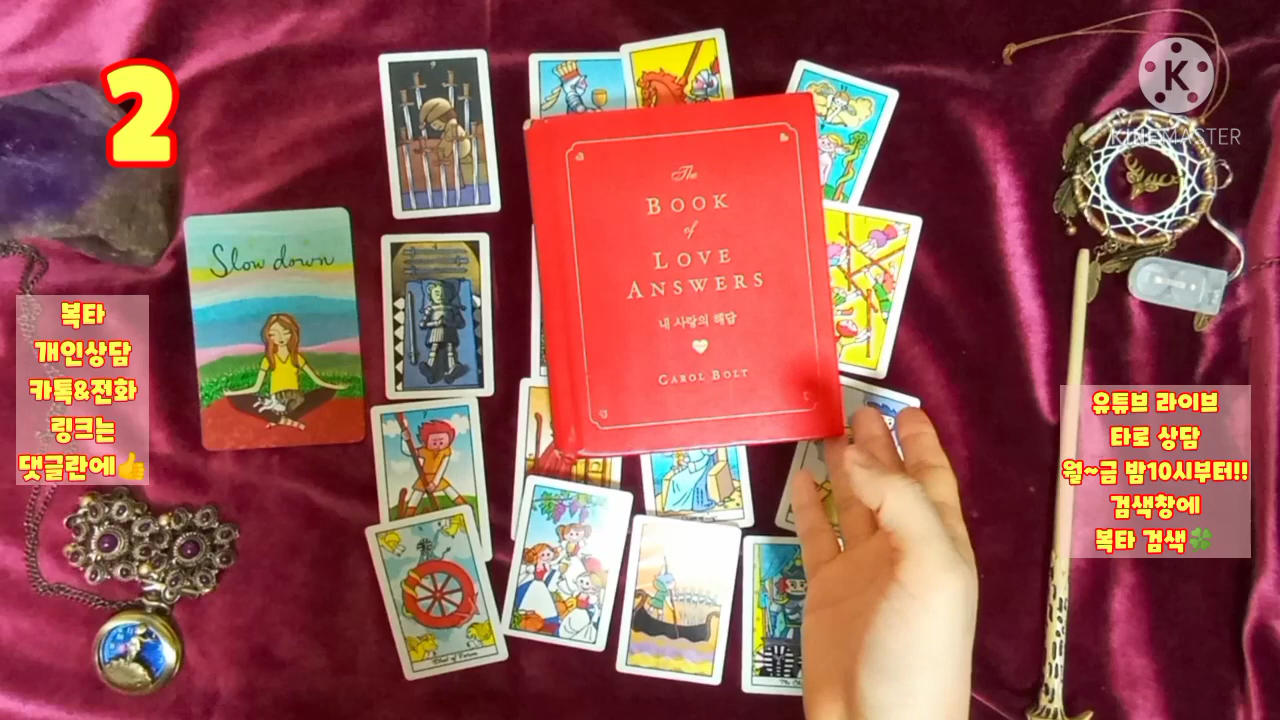 2
Slow down
복타
개인상담
카톡&전화
링크는
댓글란에👍
The
BOOK
of
LOVE
ANSWERS
내 사랑의 해답
CAROL BOLT
K
KINEMASTER
유튜브 라이브
타로 상담
월~금 밤10시부터!!
검색창에
복타 검색🍀